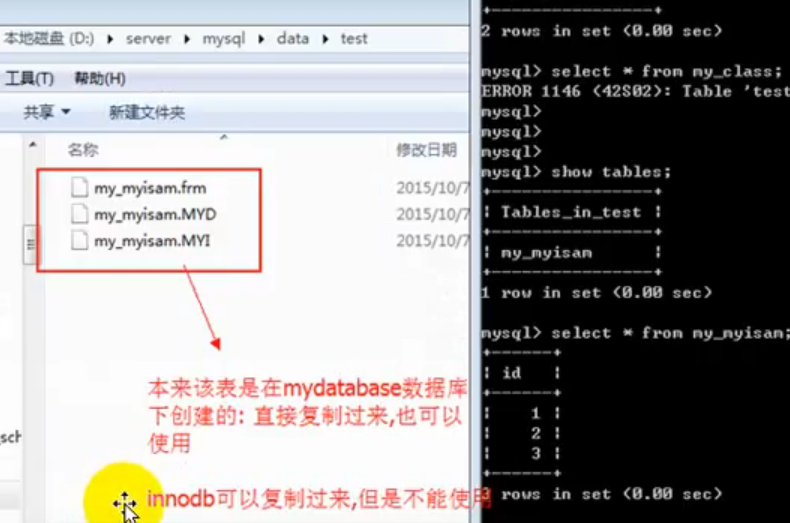 本地磁盘 (D:) ▸ server ▸ mysql ▸ data ▸ test
工具(T) 帮助(H)
共享 ▼ 新建文件夹
名称 修改日期
my_myisam.frm 2015/10/7
my_myisam.MYD 2015/10/7
my_myisam.MYI 2015/10/7
本来该表是在mydatabase数据库
下创建的: 直接复制过来,也可以
使用
innodb可以复制过来,但是不能使用
_sch
+----------------+
2 rows in set (0.00 sec)
mysql> select * from my_class;
ERROR 1146 (42S02): Table 'test
mysql>
mysql>
mysql>
mysql> show tables;
+----------------+
| Tables_in_test |
+----------------+
| my_myisam |
+----------------+
1 row in set (0.00 sec)
mysql> select * from my_myisam;
+------+
| id |
+------+
| 1 |
| 2 |
| 3 |
+------+
rows in set (0.00 sec)